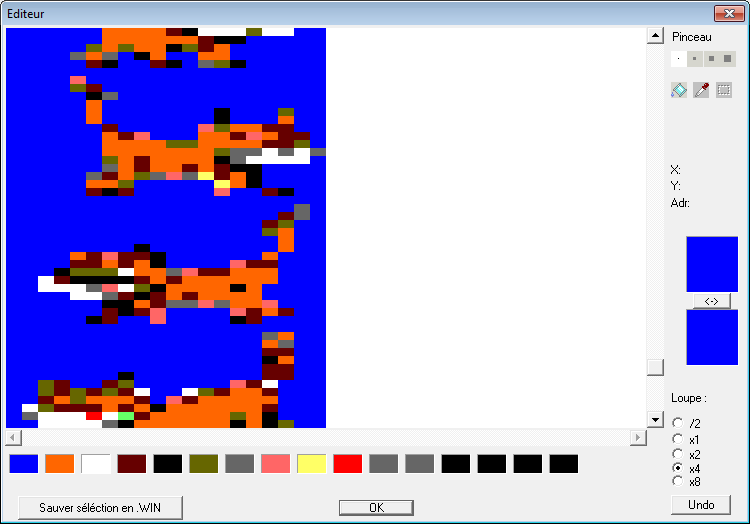 Editeur
Pinceau
X:
Y:
Adr:
<->
Loupe :
/2
x1
x2
x4
x8
Sauver séléction en .WIN
OK
Undo